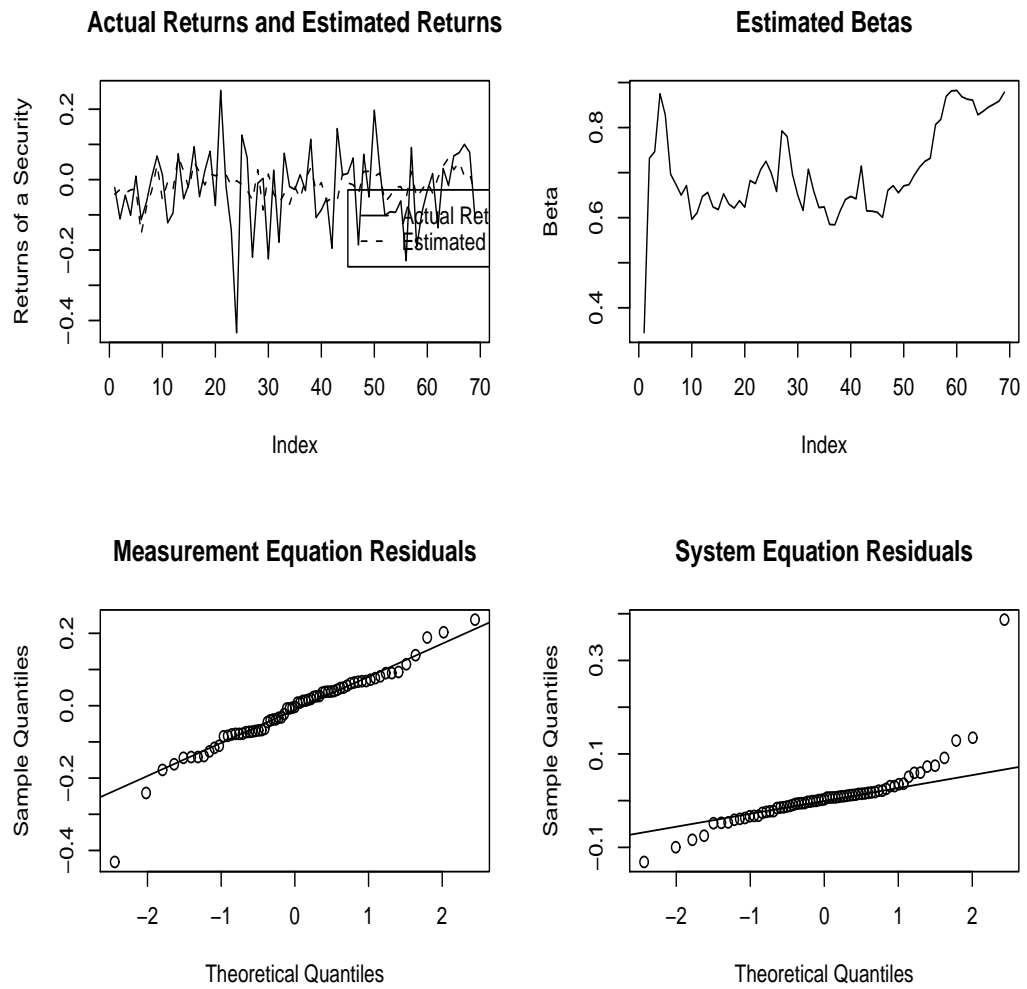 Actual Returns and Estimated Returns
Returns of a Security
0.2
0.0
−0.2
−0.4
0 10 20 30 40 50 60 70
Index
Actual Ret
Estimated
Estimated Betas
Beta
0.8
0.6
0.4
0 10 20 30 40 50 60 70
Index
Measurement Equation Residuals
Sample Quantiles
0.2
0.0
−0.2
−0.4
−2 −1 0 1 2
Theoretical Quantiles
System Equation Residuals
Sample Quantiles
0.3
0.1
−0.1
−2 −1 0 1 2
Theoretical Quantiles